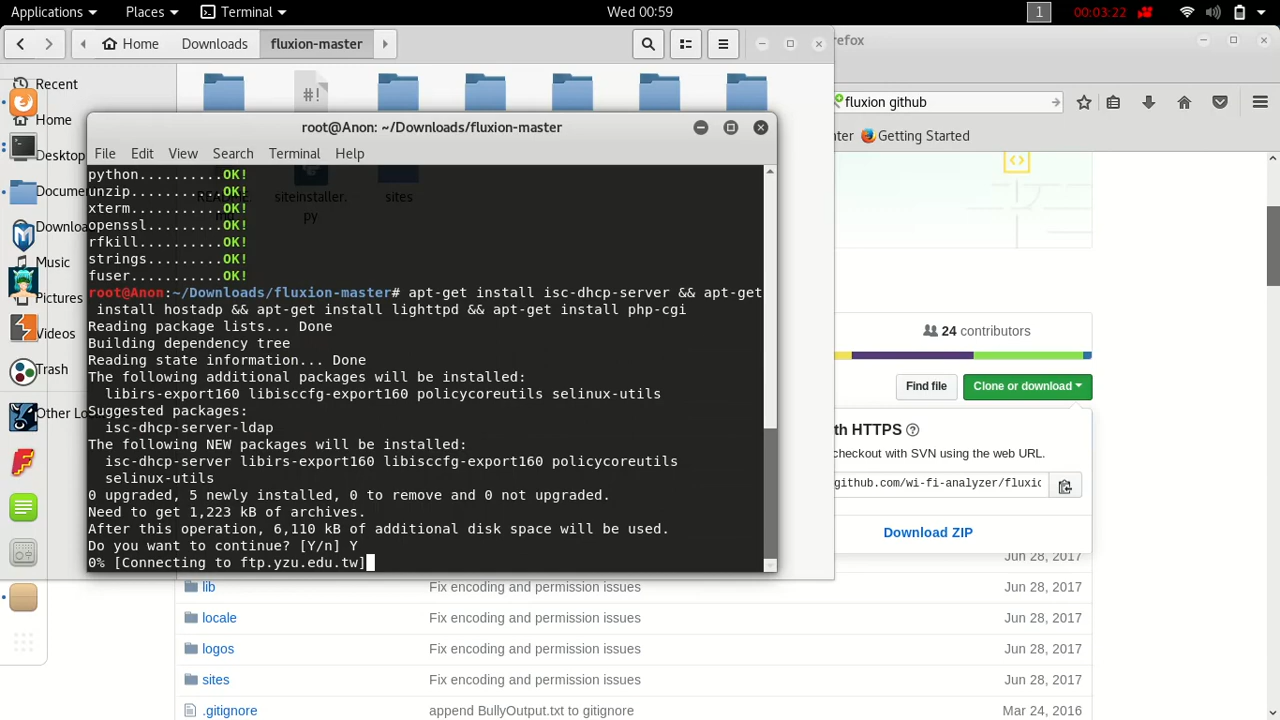 Applications
Places
Terminal
Wed 00:59
1
00:03:22
Home
Downloads
fluxion-master
refox
fluxion github
Getting Started
Recent
Home
Desktop
Music
Pictures
Videos
Trash
root@Anon: ~/Downloads/fluxion-master
File Edit View Search Terminal Help
#!
siteinstaller.
py
sites
python..........OK!
unzip...........OK!
xterm...........OK!
openssl.........OK!
rfkill..........OK!
strings.........OK!
fuser...........OK!
root@Anon:~/Downloads/fluxion-master# apt-get install isc-dhcp-server && apt-get
install hostadp && apt-get install lighttpd && apt-get install php-cgi
Reading package lists... Done
Building dependency tree
Reading state information... Done
The following additional packages will be installed:
libirs-export160 libisccfg-export160 policycoreutils selinux-utils
Suggested packages:
isc-dhcp-server-ldap
The following NEW packages will be installed:
isc-dhcp-server libirs-export160 libisccfg-export160 policycoreutils
selinux-utils
0 upgraded, 5 newly installed, 0 to remove and 0 not upgraded.
Need to get 1,223 kB of archives.
After this operation, 6,110 kB of additional disk space will be used.
Do you want to continue? [Y/n] Y
0% [Connecting to ftp.yzu.edu.tw]
24 contributors
Find file
Clone or download
th HTTPS
checkout with SVN using the web URL.
github.com/wi-fi-analyzer/fluxio
Download ZIP
Jun 28, 2017
lib Fix encoding and permission issues Jun 28, 2017
locale Fix encoding and permission issues Jun 28, 2017
logos Fix encoding and permission issues Jun 28, 2017
sites Fix encoding and permission issues Jun 28, 2017
.gitignore append BullyOutput.txt to gitignore Mar 24, 2016